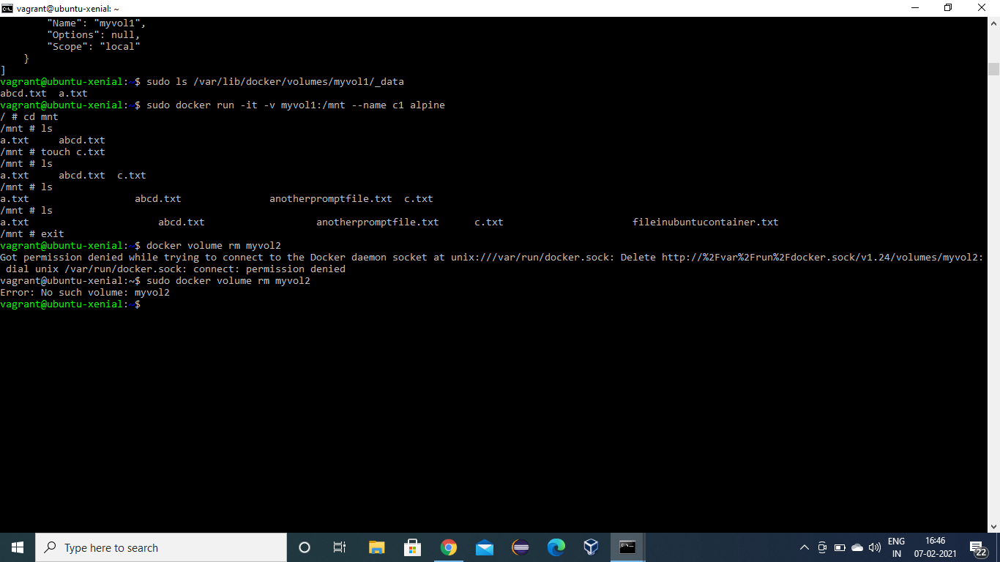 vagrant@ubuntu-xenial: ~
"Name": "myvol1",
"Options": null,
"Scope": "local"
}
]
vagrant@ubuntu-xenial:~$ sudo ls /var/lib/docker/volumes/myvol1/_data
abcd.txt  a.txt
vagrant@ubuntu-xenial:~$ sudo docker run -it -v myvol1:/mnt --name c1 alpine
/ # cd mnt
/mnt # ls
a.txt     abcd.txt
/mnt # touch c.txt
/mnt # ls
a.txt     abcd.txt  c.txt
/mnt # ls
a.txt                  abcd.txt               anotherpromptfile.txt  c.txt
/mnt # ls
a.txt                      abcd.txt                   anotherpromptfile.txt      c.txt                      fileinubuntucontainer.txt
/mnt # exit
vagrant@ubuntu-xenial:~$ docker volume rm myvol2
Got permission denied while trying to connect to the Docker daemon socket at unix:///var/run/docker.sock: Delete http://%2Fvar%2Frun%2Fdocker.sock/v1.24/volumes/myvol2:
dial unix /var/run/docker.sock: connect: permission denied
vagrant@ubuntu-xenial:~$ sudo docker volume rm myvol2
Error: No such volume: myvol2
vagrant@ubuntu-xenial:~$
Type here to search
ENG
IN
16:46
07-02-2021
22